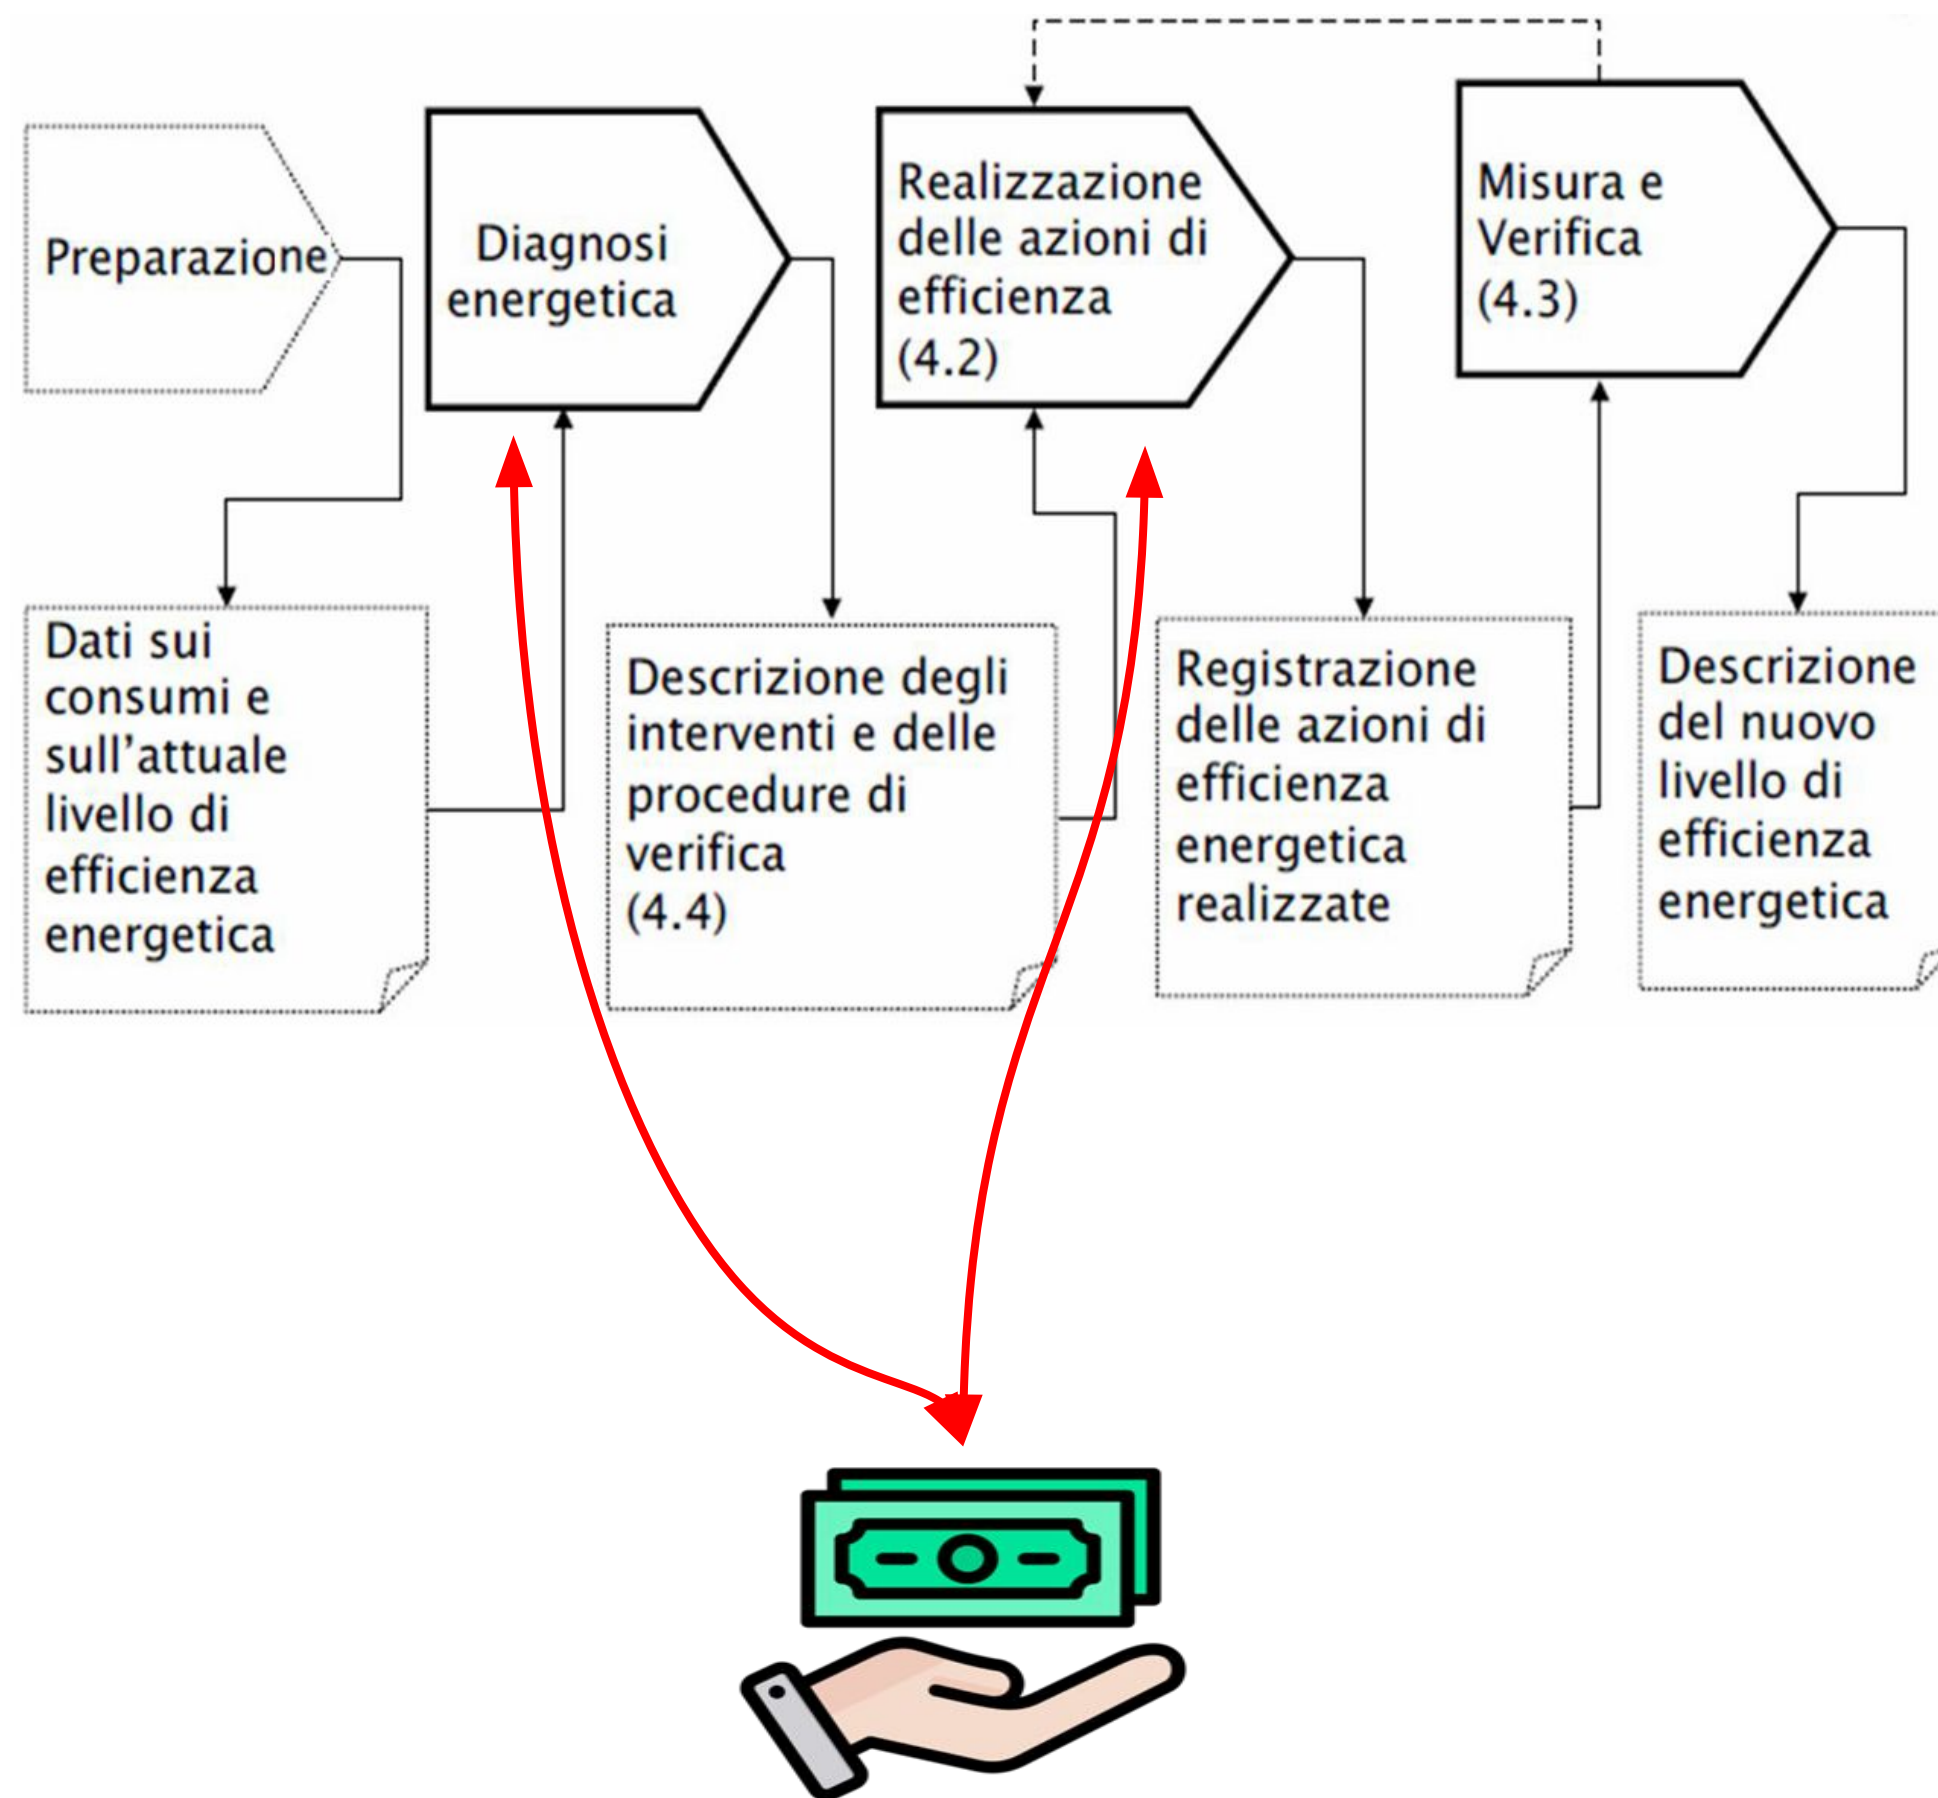 Preparazione
Diagnosi
energetica
Realizzazione
delle azioni di
efficienza
(4.2)
Misura e
Verifica
(4.3)
Dati sui
consumi e
sull’attuale
livello di
efficienza
energetica
Descrizione degli
interventi e delle
procedure di
verifica
(4.4)
Registrazione
delle azioni di
efficienza
energetica
realizzate
Descrizione
del nuovo
livello di
efficienza
energetica